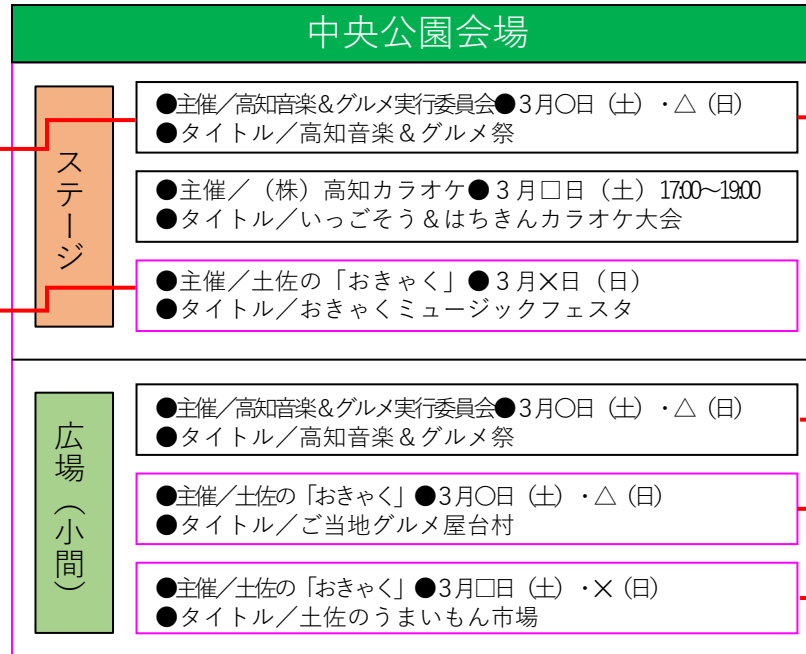 中央公園会場
ステージ
●主催／高知音楽&グルメ実行委員会●3月〇日（土）・△（日）
●タイトル／高知音楽＆グルメ祭
●主催／（株）高知カラオケ●３月□日（土）17:00～19:00
●タイトル／いっごそう＆はちきんカラオケ大会
●主催／土佐の「おきゃく」●３月✕日（日）
●タイトル／おきゃくミュージックフェスタ
広場（小間）
●主催／高知音楽&グルメ実行委員会●3月〇日（土）・△（日）
●タイトル／高知音楽＆グルメ祭
●主催／土佐の「おきゃく」●3月〇日（土）・△（日）
●タイトル／ご当地グルメ屋台村
●主催／土佐の「おきゃく」●3月□日（土）・✕（日）
●タイトル／土佐のうまいもん市場